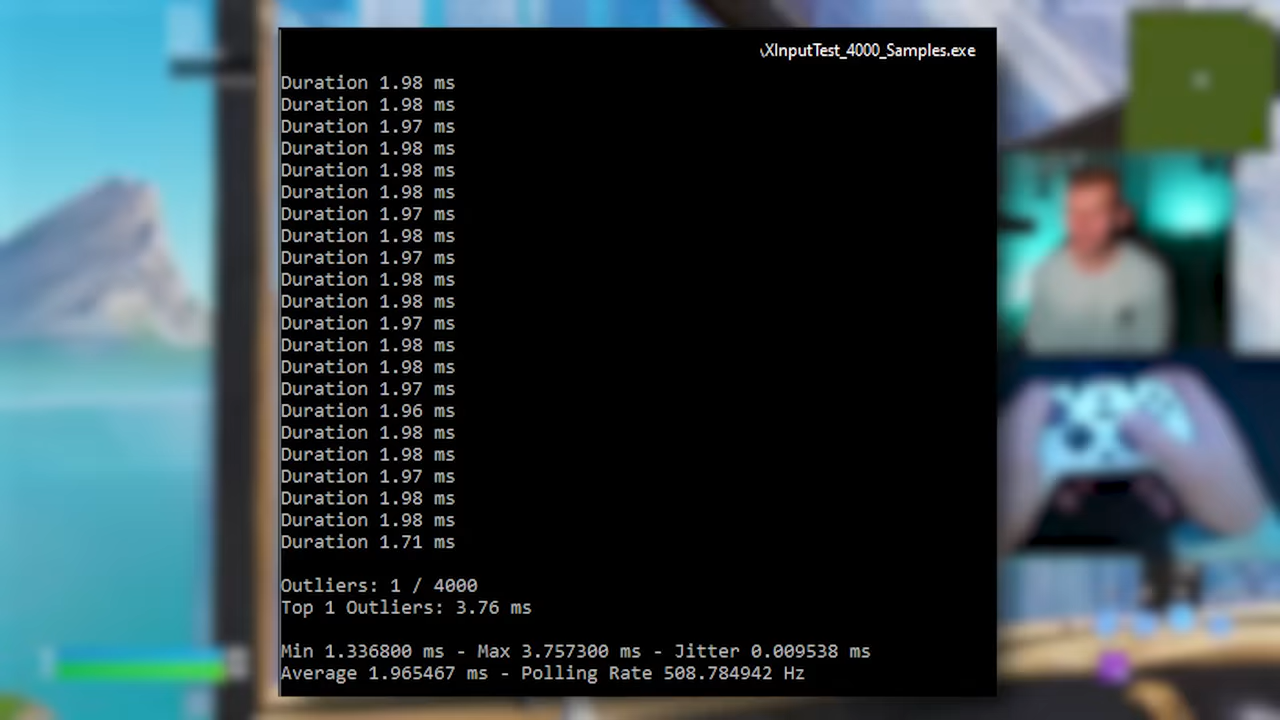 \XInputTest_4000_Samples.exe
Duration 1.98 ms
Duration 1.98 ms
Duration 1.97 ms
Duration 1.98 ms
Duration 1.98 ms
Duration 1.98 ms
Duration 1.97 ms
Duration 1.98 ms
Duration 1.97 ms
Duration 1.98 ms
Duration 1.98 ms
Duration 1.97 ms
Duration 1.98 ms
Duration 1.98 ms
Duration 1.97 ms
Duration 1.96 ms
Duration 1.98 ms
Duration 1.98 ms
Duration 1.97 ms
Duration 1.98 ms
Duration 1.98 ms
Duration 1.71 ms
Outliers: 1 / 4000
Top 1 Outliers: 3.76 ms
Min 1.336800 ms - Max 3.757300 ms - Jitter 0.009538 ms
Average 1.965467 ms - Polling Rate 508.784942 Hz